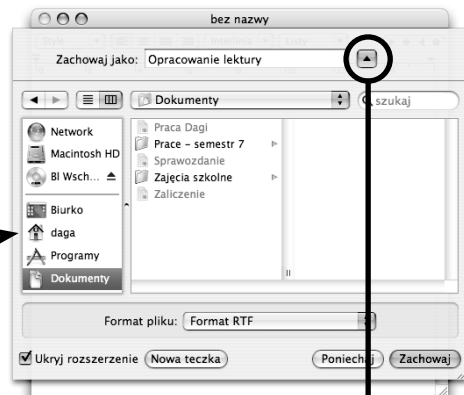 bez nazwy
Zachowaj jako: Opracowanie lektury
Dokumenty
szukaj
Network
Macintosh HD
BI Wsch...
Biurko
daga
Programy
Dokumenty
Praca Dagi
Prace – semestr 7
Sprawozdanie
Zajęcia szkolne
Zaliczenie
Format pliku: Format RTF
Ukryj rozszerzenie Nowa teczka Poniechaj Zachowaj